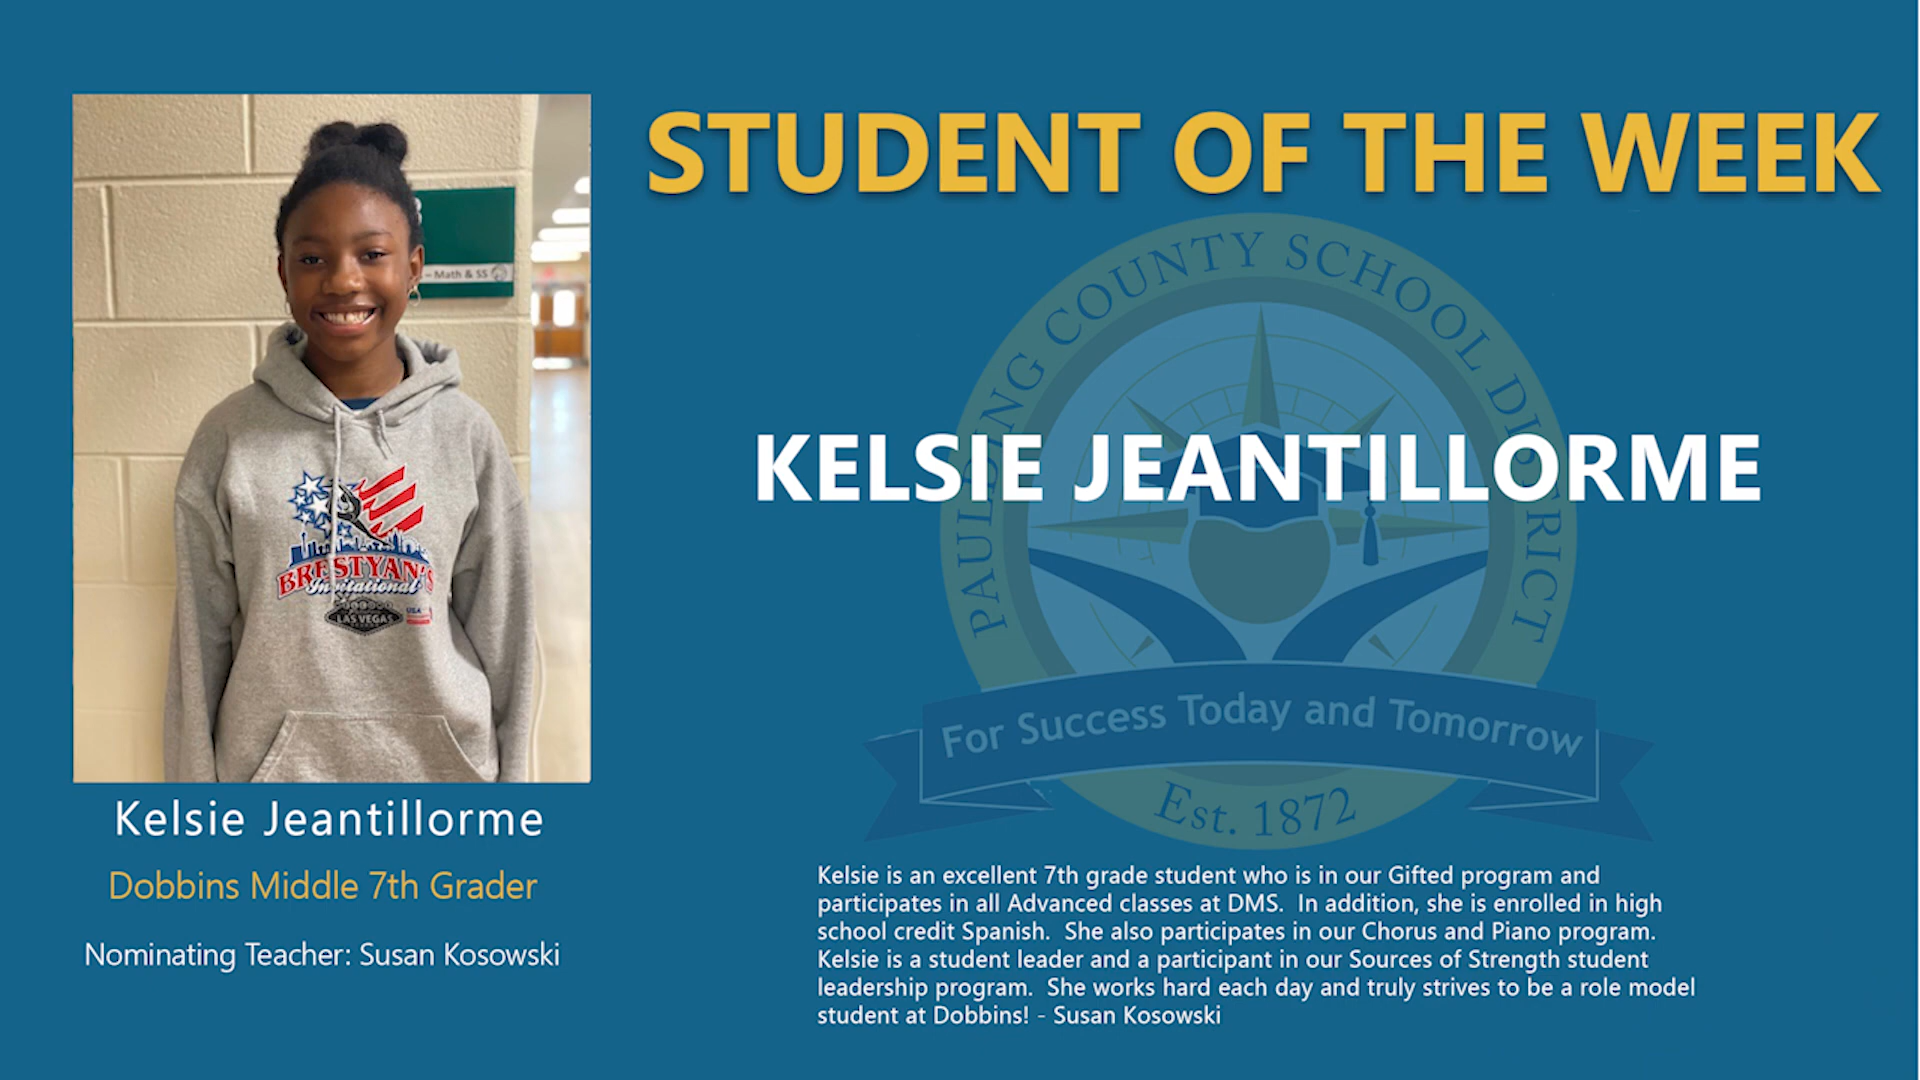 STUDENT OF THE WEEK
– Math & SS
BRESTYAN'S
Invitational
LAS VEGAS
USA
PAULDING COUNTY SCHOOL DISTRICT
KELSIE JEANTILLORME
For Success Today and Tomorrow
Est. 1872
Kelsie Jeantillorme
Dobbins Middle 7th Grader
Nominating Teacher: Susan Kosowski
Kelsie is an excellent 7th grade student who is in our Gifted program and
participates in all Advanced classes at DMS.  In addition, she is enrolled in high
school credit Spanish.  She also participates in our Chorus and Piano program.
Kelsie is a student leader and a participant in our Sources of Strength student
leadership program.  She works hard each day and truly strives to be a role model
student at Dobbins! - Susan Kosowski